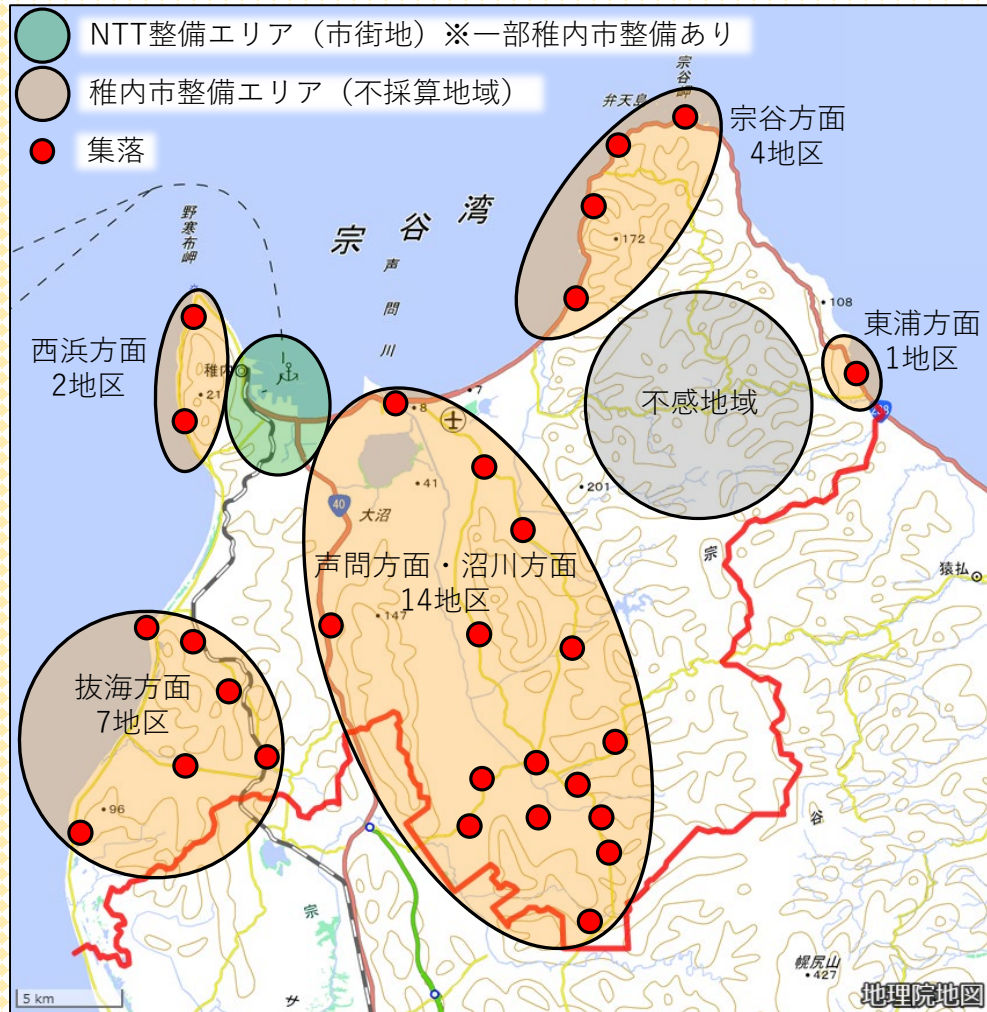 NTT整備エリア（市街地）※一部稚内市整備あり
稚内市整備エリア（不採算地域）
集落
宗谷岬
弁天島
宗谷方面
4地区
野寒布岬
宗谷湾
声問川
172
108
西浜方面
2地区
稚内
21
東浦方面
1地区
238
7
8
不感地域
41
40
大沼
201
宗
猿払
声問方面・沼川方面
14地区
147
抜海方面
7地区
96
谷
宗
サ
幌尻山
427
5 km
地理院地図